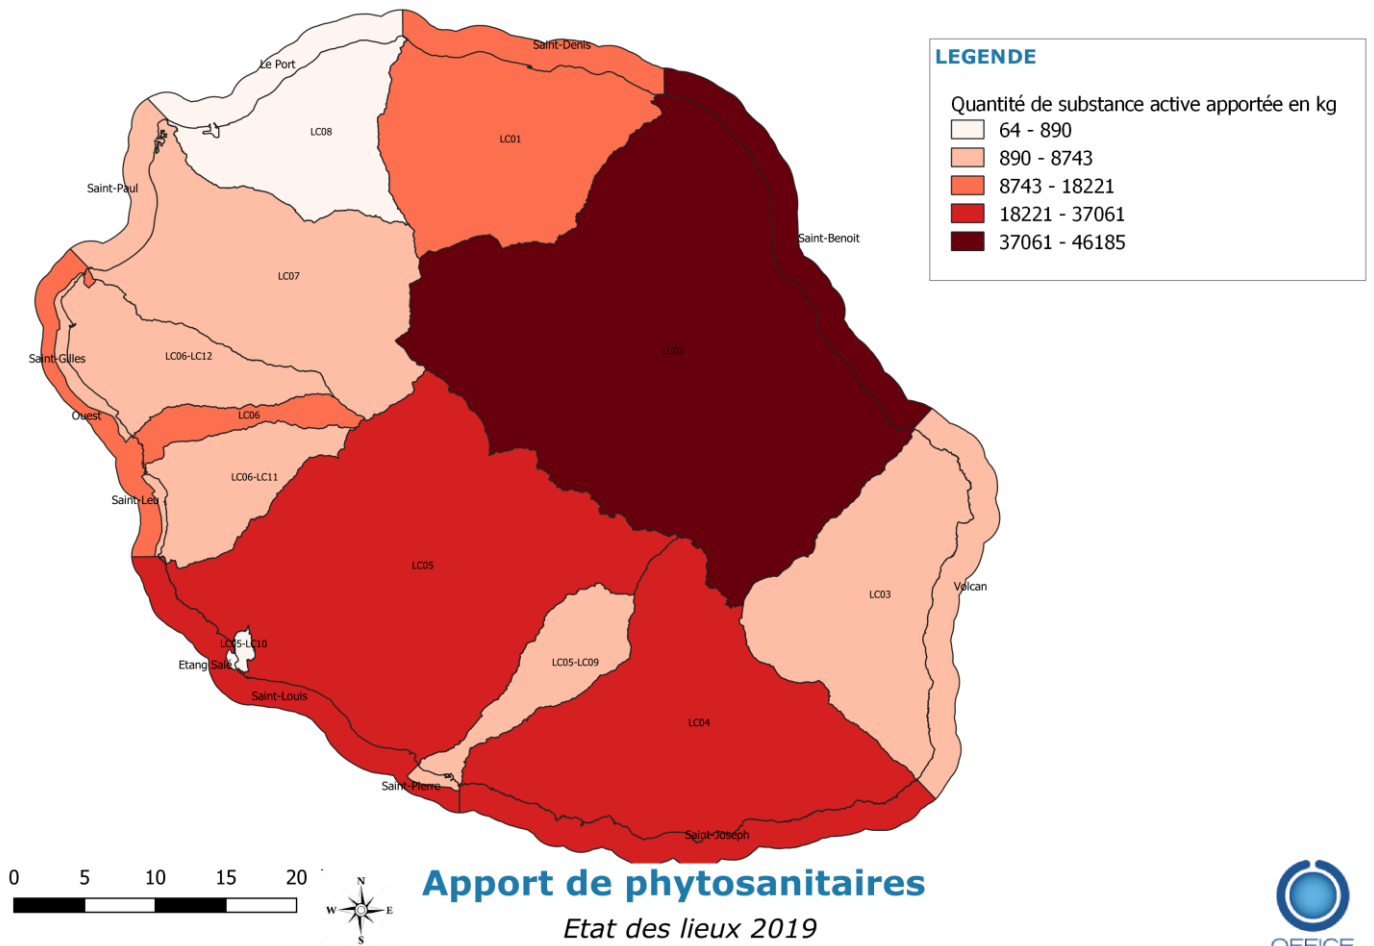 LEGENDE
Quantité de substance active apportée en kg
64 - 890
890 - 8743
8743 - 18221
18221 - 37061
37061 - 46185
Saint-Denis
Le Port
LC08
LC01
Saint-Paul
Saint-Benoit
LC07
LC02
LC06-LC12
Saint-Gilles
Ouest
LC06
LC06-LC11
Saint-Leu
LC05
Volcan
LC03
LC05-LC10
Etang Salé
LC05-LC09
Saint-Louis
LC04
Saint-Pierre
Saint-Joseph
0 5 10 15 20
N
W E
S
Apport de phytosanitaires
Etat des lieux 2019
OFFICE